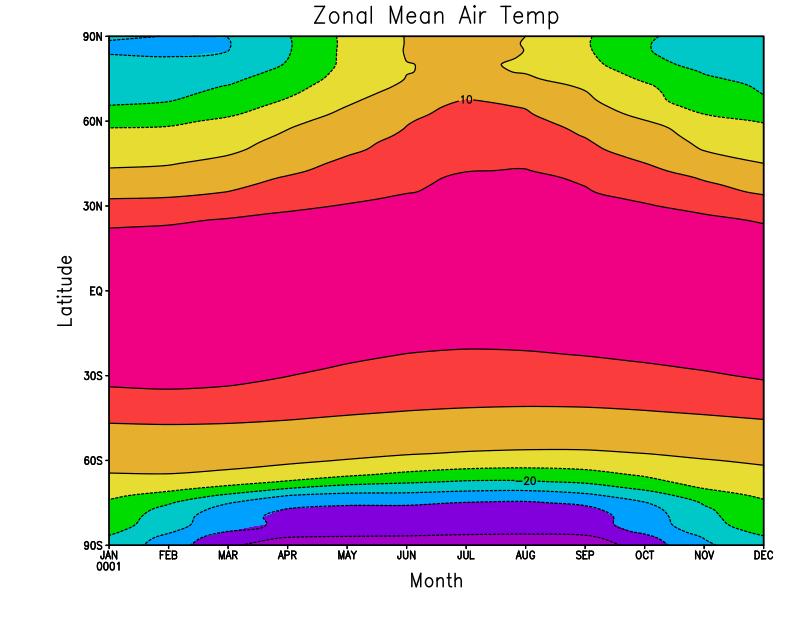 Zonal Mean Air Temp
90N
10
60N
30N
Latitude
EQ
30S
60S
-20
90S
JAN FEB MAR APR MAY JUN JUL AUG SEP OCT NOV DEC
0001
Month